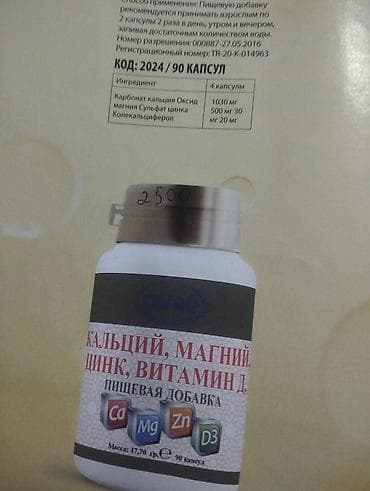 Способ применения: Пищевую добавку
рекомендуется принимать взрослым по
2 капсулы 2 раза в день, утром и вечером,
запивая достаточным количеством воды.
Номер разрешения: 000887-27.05.2016
Регистрационный номер: TR-20-K-014963
КОД: 2024 / 90 КАПСУЛ
Ингредиент 4 капсулы
Карбонат кальция Оксид 1030 мг
магния Сульфат цинка 500 мг 30
Колекальциферол мг 20 мг
2500
КАЛЬЦИЙ, МАГНИЙ,
ЦИНК, ВИТАМИН Д,
ПИЩЕВАЯ ДОБАВКА
Ca
Mg
Zn
D3
Масса: 47,70 гр. CE 90 капсул